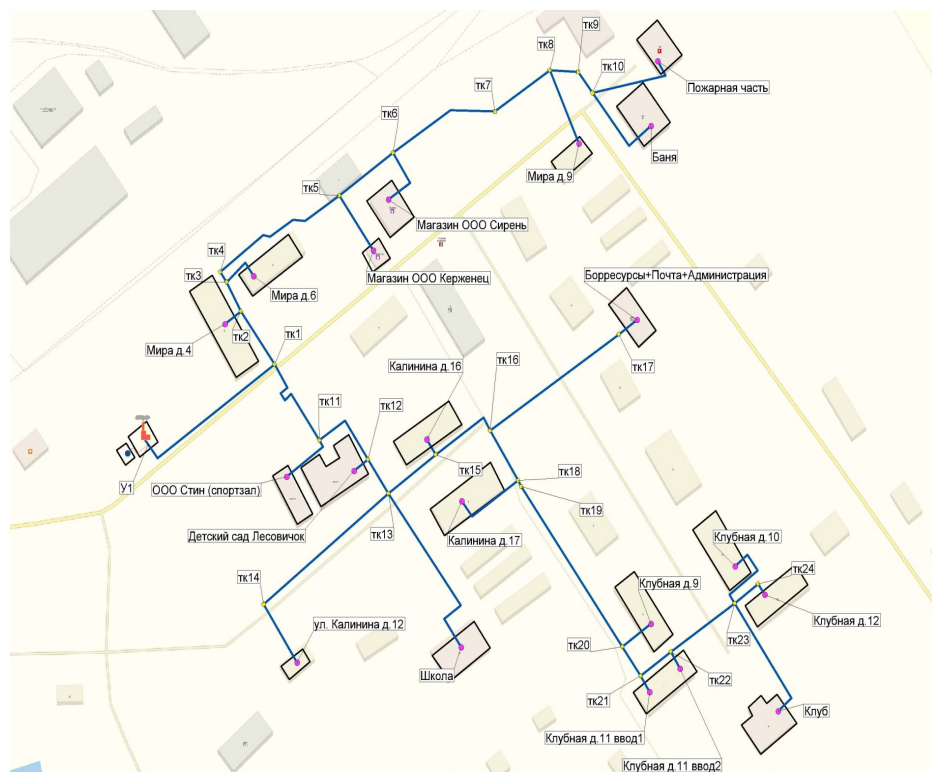 тк9
тк8
тк10
Пожарная часть
тк7
тк6
Баня
Мира д.9
тк5
Магазин ООО Сирень
тк4
Магазин ООО Керженец
тк3
Борресурсы+Почта+Администрация
Мира д.6
тк2
Мира д.4
тк1
тк16
тк17
Калинина д.16
тк11
тк12
У1
ООО Стин (спортзал)
тк15
тк18
тк19
Детский сад Лесовичок
тк13
Калинина д.17
Клубная д.10
тк14
Клубная д.9
тк24
ул. Калинина д.12
Клубная д.12
тк23
тк20
Школа
тк22
тк21
Клуб
Клубная д.11 ввод1
Клубная д.11 ввод2